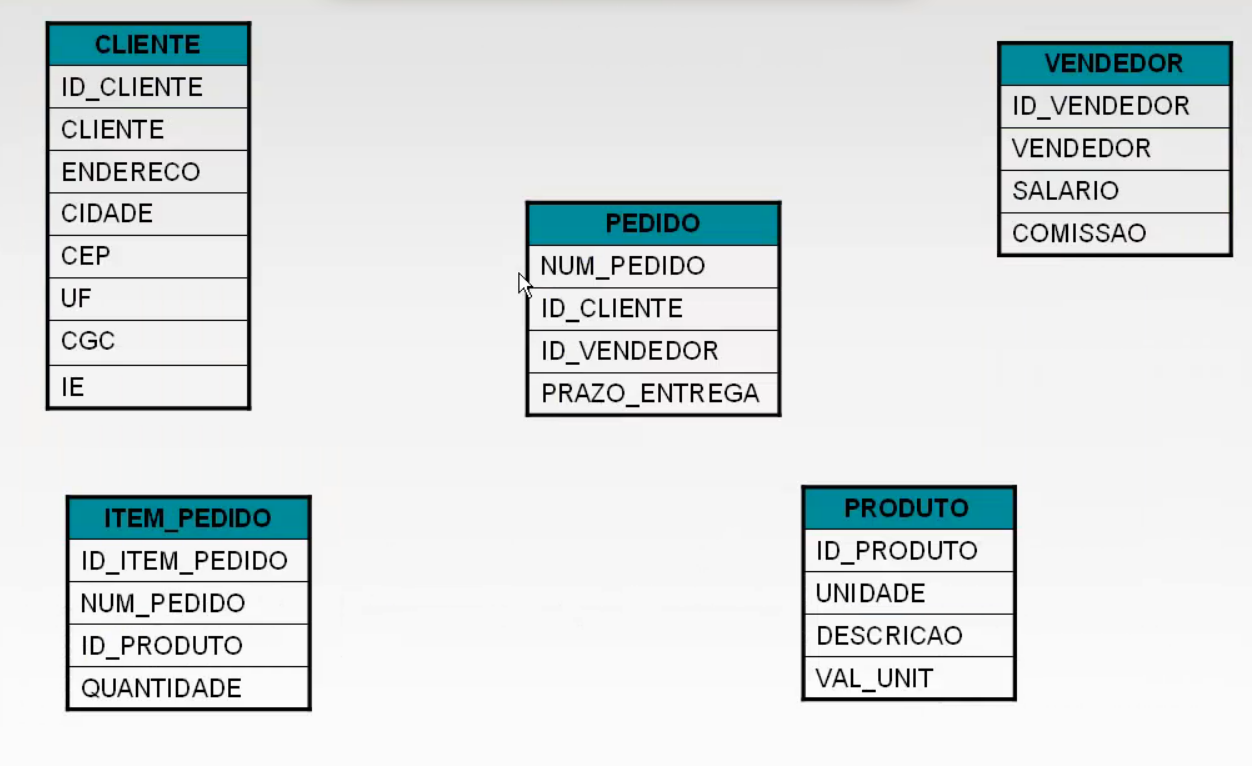 CLIENTE
ID_CLIENTE
CLIENTE
ENDERECO
CIDADE
CEP
UF
CGC
IE
VENDEDOR
ID_VENDEDOR
VENDEDOR
SALARIO
COMISSAO
PEDIDO
NUM_PEDIDO
ID_CLIENTE
ID_VENDEDOR
PRAZO_ENTREGA
ITEM_PEDIDO
ID_ITEM_PEDIDO
NUM_PEDIDO
ID_PRODUTO
QUANTIDADE
PRODUTO
ID_PRODUTO
UNIDADE
DESCRICAO
VAL_UNIT